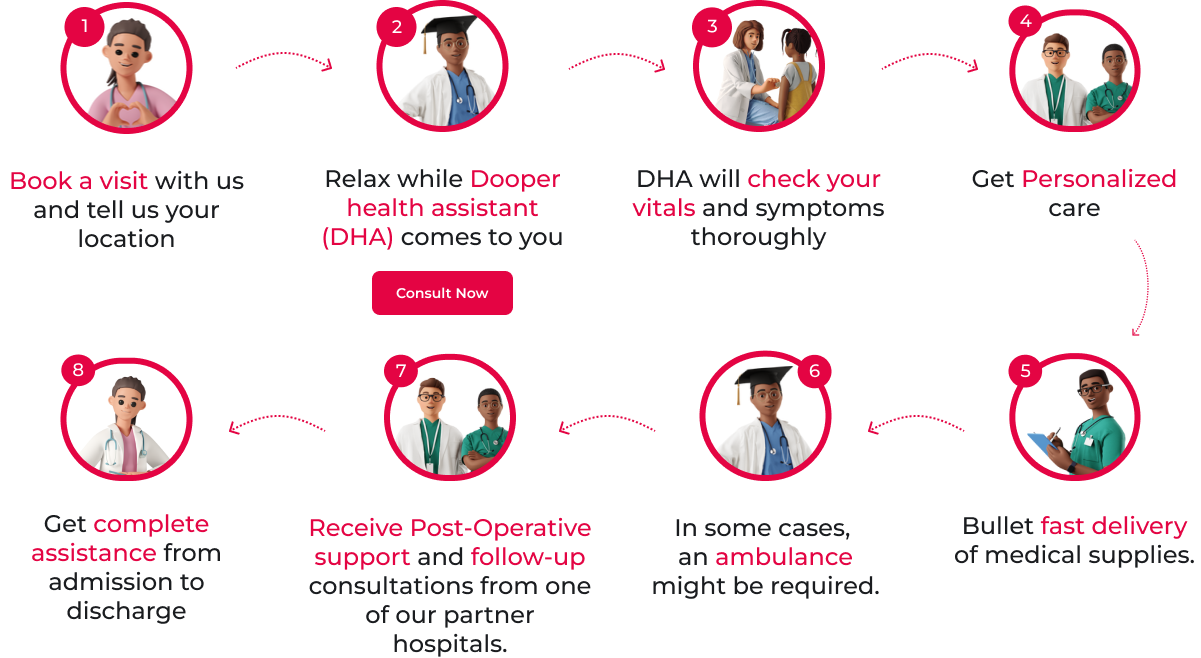 1
Book a visit with us
and tell us your
location
2
Relax while Dooper
health assistant
(DHA) comes to you
Consult Now
3
DHA will check your
vitals and symptoms
thoroughly
4
Get Personalized
care
5
Bullet fast delivery
of medical supplies.
6
In some cases,
an ambulance
might be required.
7
Receive Post-Operative
support and follow-up
consultations from one
of our partner
hospitals.
8
Get complete
assistance from
admission to
discharge